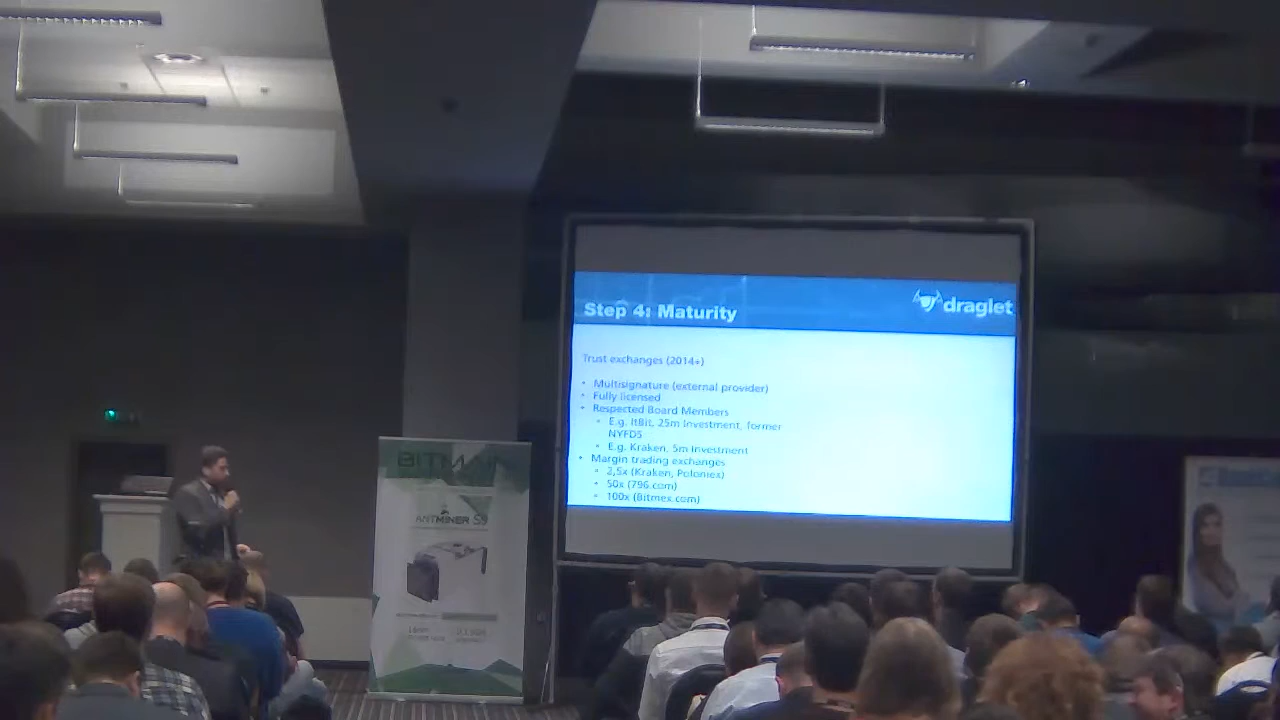 Step 4: Maturity
draglet
Trust exchanges (2014+)
• Multisignature (external provider)
• Fully licensed
• Respected Board Members
• E.g. ItBit, 25m Investment, former
NYFDS
• E.g. Kraken, 5m Investment
• Margin trading exchanges
• 2,5x (Kraken, Poloniex)
• 50x (796.com)
• 100x (Bitmex.com)
BITMAIN
ANTMINER